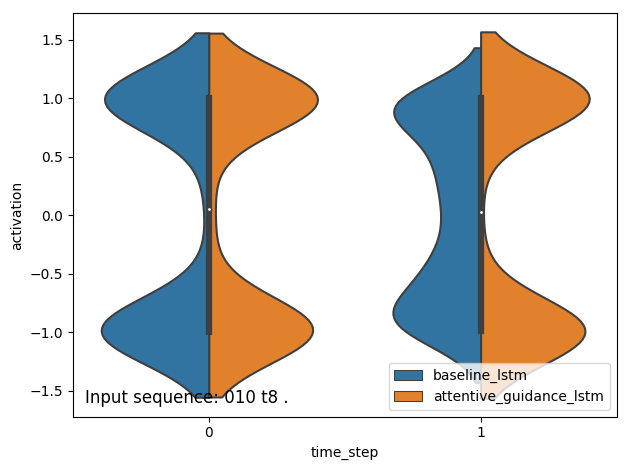 1.5
1.0
0.5
0.0
−0.5
−1.0
−1.5
activation
Input sequence: 010 t8 .
baseline_lstm
attentive_guidance_lstm
0 1
time_step